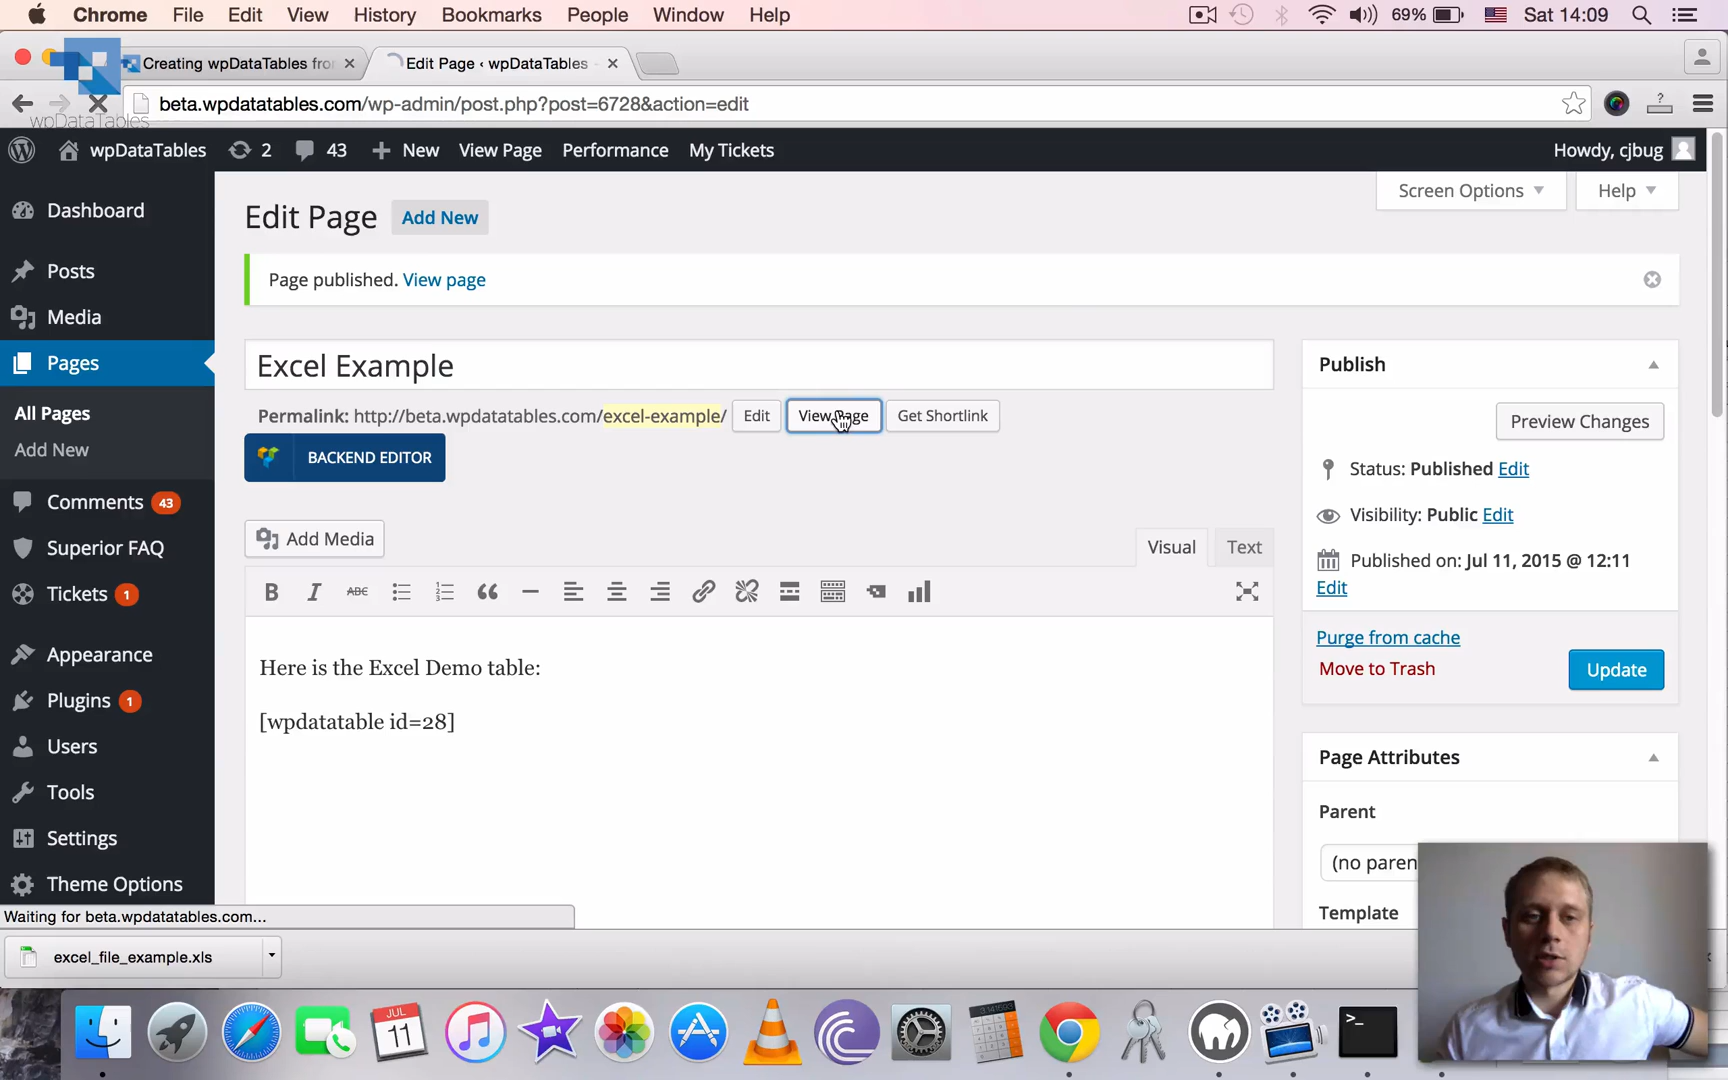 Chrome File Edit View History Bookmarks People Window Help 69% Sat 14:09
Creating wpDataTables fro Edit Page ‹ wpDataTables
beta.wpdatatables.com/wp-admin/post.php?post=6728&action=edit
wpDataTables
wpDataTables 2 43 New View Page Performance My Tickets Howdy, cjbug
Screen Options Help
Dashboard
Posts
Media
Pages
All Pages
Add New
Comments 43
Superior FAQ
Tickets 1
Appearance
Plugins 1
Users
Tools
Settings
Theme Options
Edit Page Add New
Page published. View page
Excel Example
Permalink: http://beta.wpdatatables.com/excel-example/ Edit View Page Get Shortlink
BACKEND EDITOR
Add Media
Visual Text
B I ABC
Here is the Excel Demo table:
[wpdatatable id=28]
Publish
Preview Changes
Status: Published Edit
Visibility: Public Edit
Published on: Jul 11, 2015 @ 12:11
Edit
Purge from cache
Move to Trash
Update
Page Attributes
Parent
(no paren
Template
Waiting for beta.wpdatatables.com...
excel_file_example.xls
JUL
11